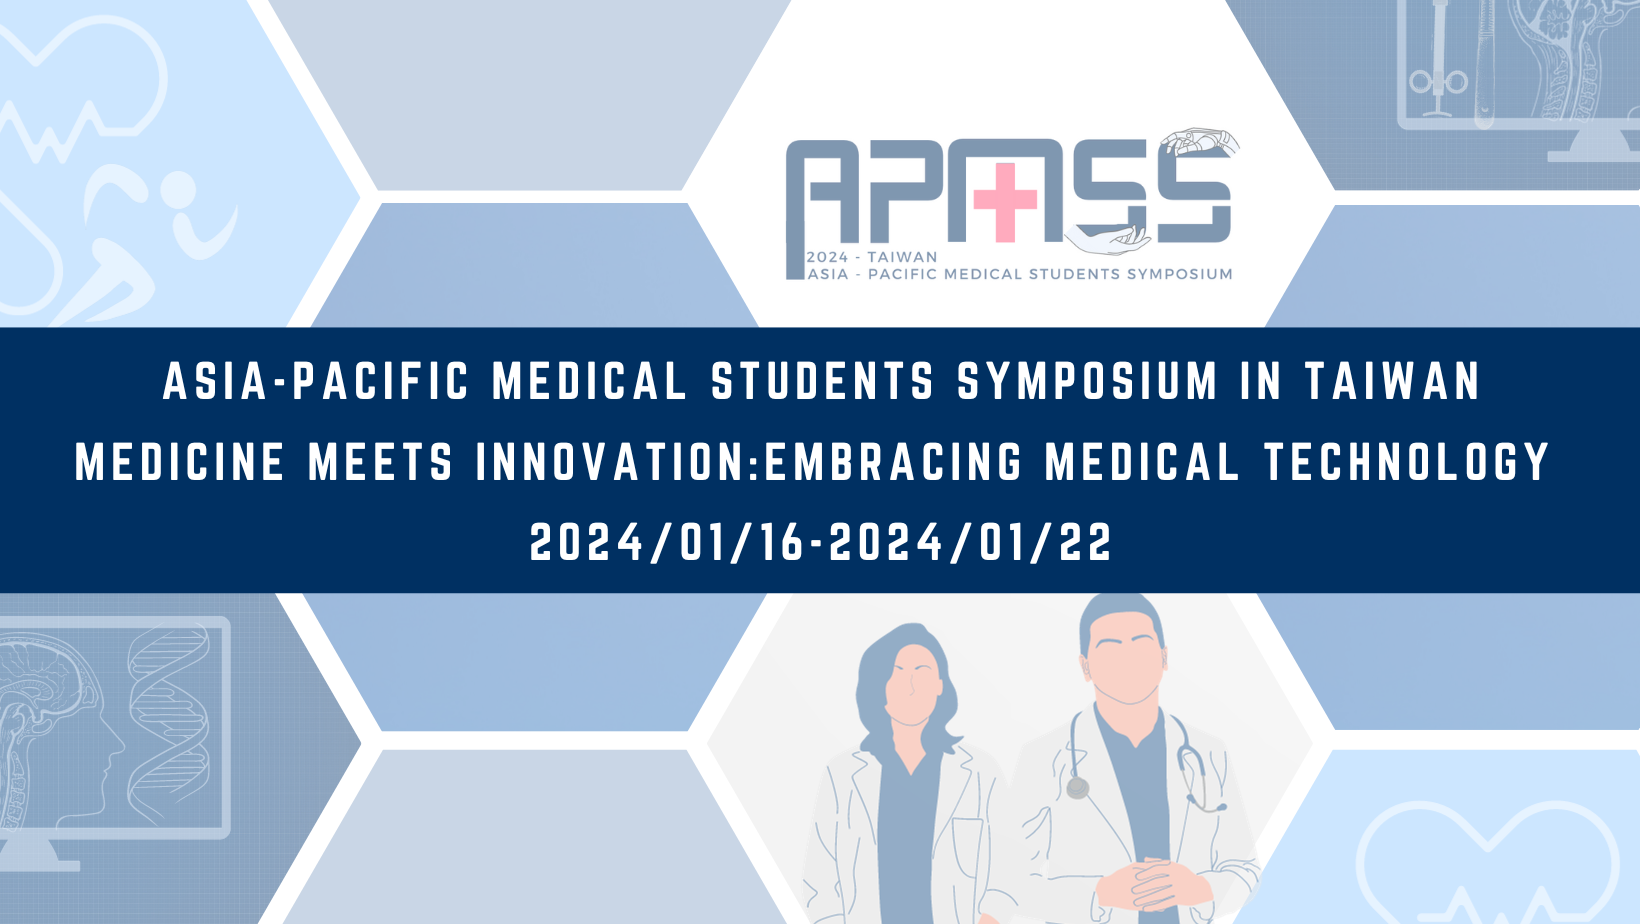 APMSS
2024 - TAIWAN
ASIA - PACIFIC MEDICAL STUDENTS SYMPOSIUM
ASIA-PACIFIC MEDICAL STUDENTS SYMPOSIUM IN TAIWAN
MEDICINE MEETS INNOVATION:EMBRACING MEDICAL TECHNOLOGY
2024/01/16-2024/01/22